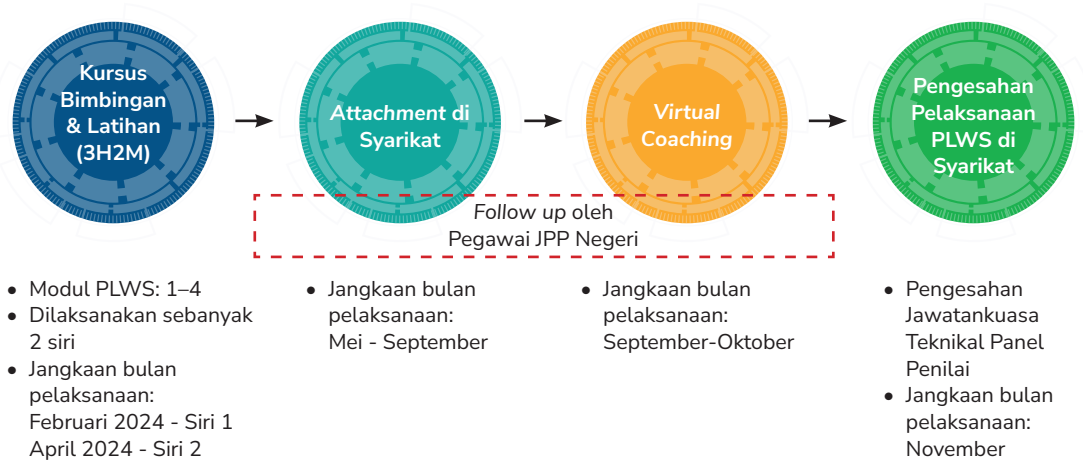 Kursus
Bimbingan
& Latihan
(3H2M)
Attachment di
Syarikat
Virtual
Coaching
Pengesahan
Pelaksanaan
PLWS di
Syarikat
Follow up oleh
Pegawai JPP Negeri
• Modul PLWS: 1–4
• Dilaksanakan sebanyak
2 siri
• Jangkaan bulan
pelaksanaan:
Februari 2024 - Siri 1
April 2024 - Siri 2
• Jangkaan bulan
pelaksanaan:
Mei - September
• Jangkaan bulan
pelaksanaan:
September-Oktober
• Pengesahan
Jawatankuasa
Teknikal Panel
Penilai
• Jangkaan bulan
pelaksanaan:
November